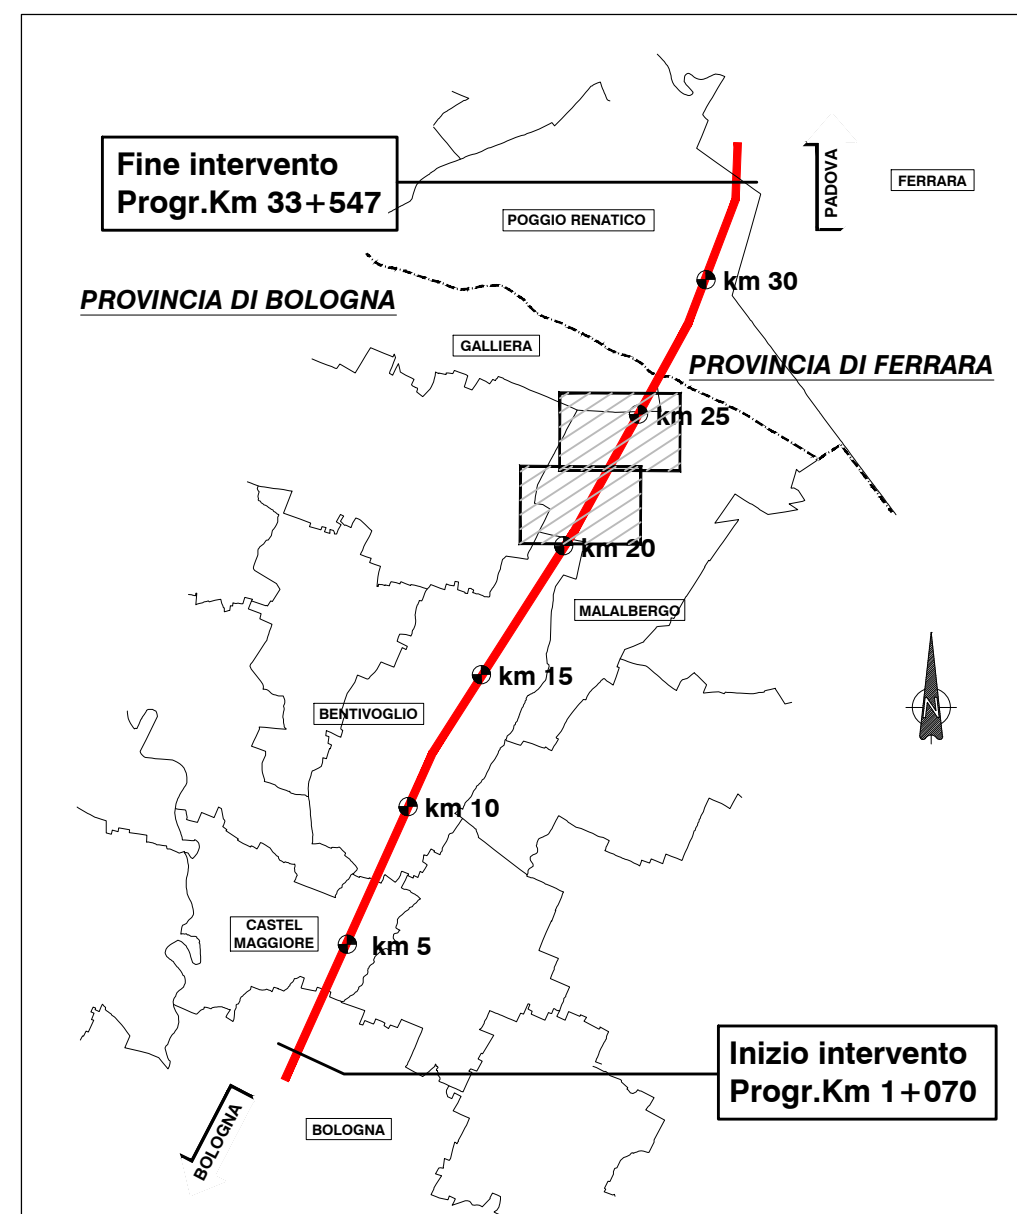 Fine intervento
Progr.Km 33+547
PADOVA
FERRARA
POGGIO RENATICO
km 30
PROVINCIA DI BOLOGNA
GALLIERA
PROVINCIA DI FERRARA
km 25
km 20
MALALBERGO
km 15
BENTIVOGLIO
N
km 10
CASTEL
MAGGIORE
km 5
Inizio intervento
Progr.Km 1+070
BOLOGNA
BOLOGNA